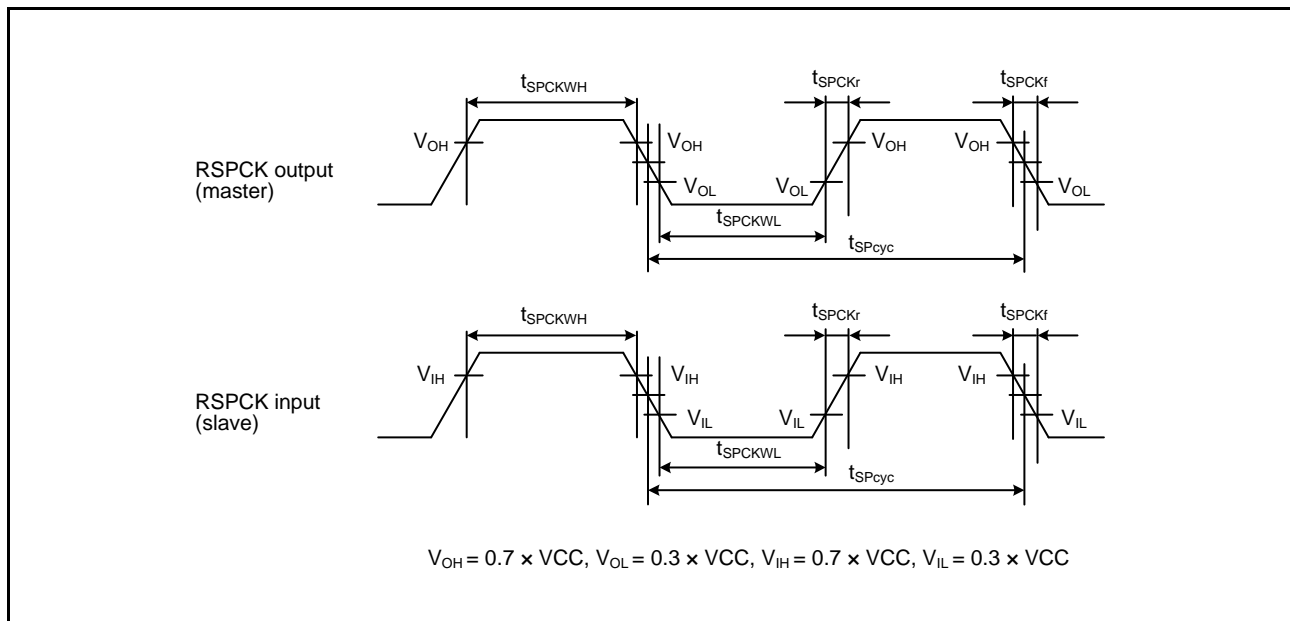 tSPCKWH
tSPCKr
tSPCKf
VOH
VOH
VOH
VOH
RSPCK output
(master)
VOL
VOL
VOL
tSPCKWL
tSPcyc
tSPCKWH
tSPCKr
tSPCKf
VIH
VIH
VIH
VIH
RSPCK input
(slave)
VIL
VIL
VIL
tSPCKWL
tSPcyc
VOH = 0.7 × VCC, VOL = 0.3 × VCC, VIH = 0.7 × VCC, VIL = 0.3 × VCC